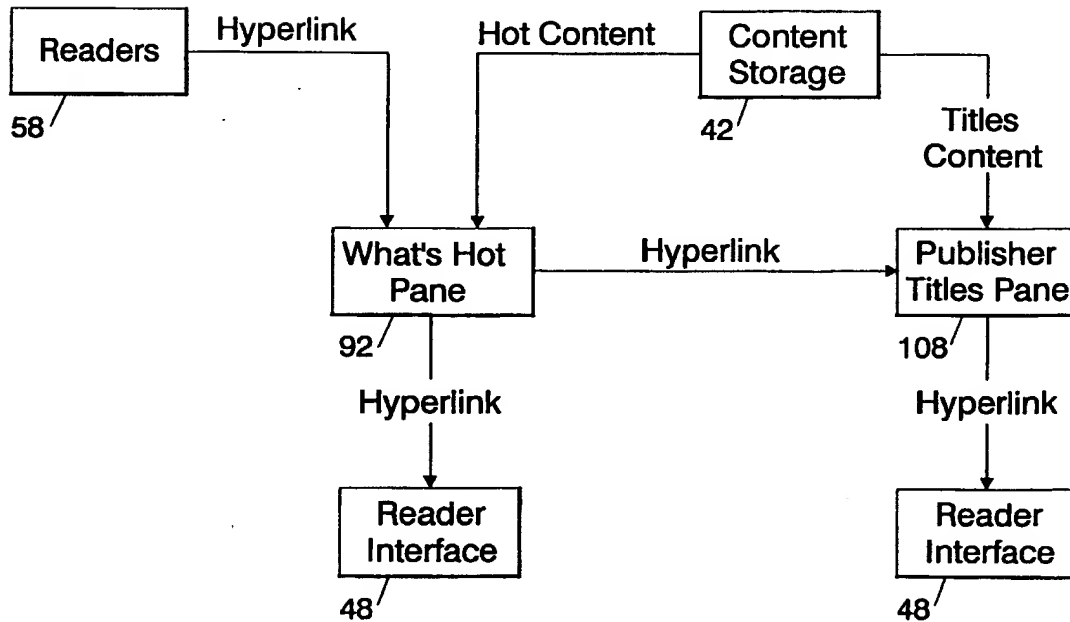 Readers
Hyperlink
Hot Content
Content
Storage
58
42
Titles
Content
What's Hot
Pane
Hyperlink
Publisher
Titles Pane
92
108
Hyperlink
Hyperlink
Reader
Interface
Reader
Interface
48
48